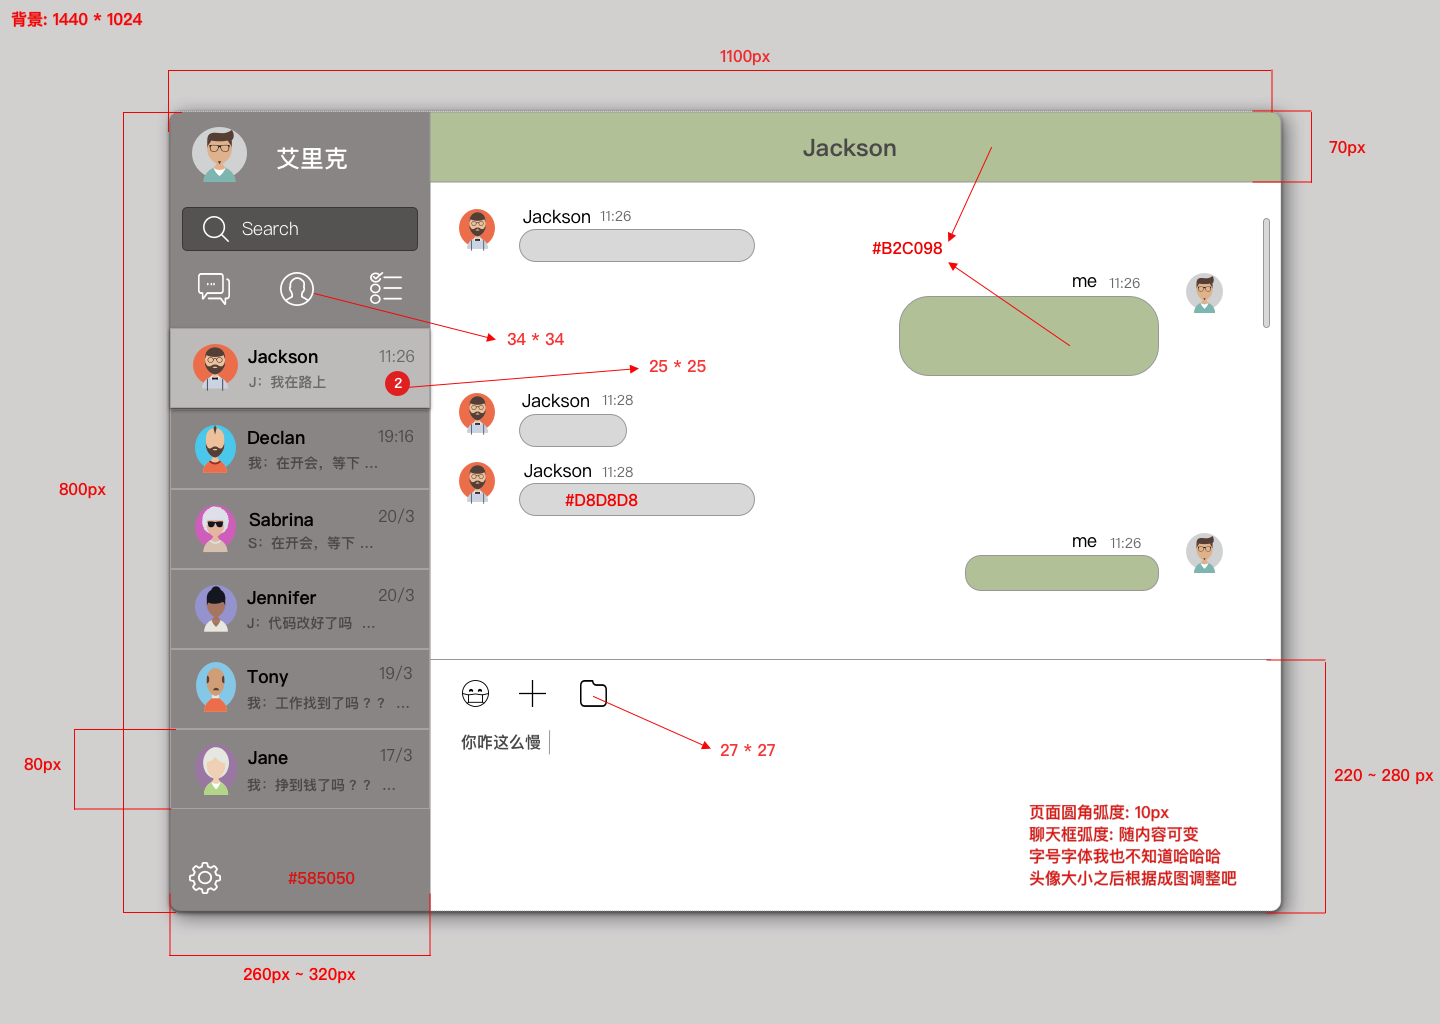 背景: 1440 * 1024
1100px
艾里克
Jackson
70px
Search
Jackson 11:26
#B2C098
me 11:26
34 * 34
25 * 25
Jackson 11:26
J：我在路上 2
Jackson 11:28
Declan 19:16
我：在开会，等下 ...
Jackson 11:28
#D8D8D8
800px
Sabrina 20/3
S：在开会，等下 ...
me 11:26
Jennifer 20/3
J：代码改好了吗 ...
Tony 19/3
我：工作找到了吗？？ ...
你咋这么慢
27 * 27
Jane 17/3
我：挣到钱了吗？？ ...
80px
220 ~ 280 px
页面圆角弧度: 10px
聊天框弧度: 随内容可变
字号字体我也不知道哈哈哈
头像大小之后根据成图调整吧
#585050
260px ~ 320px